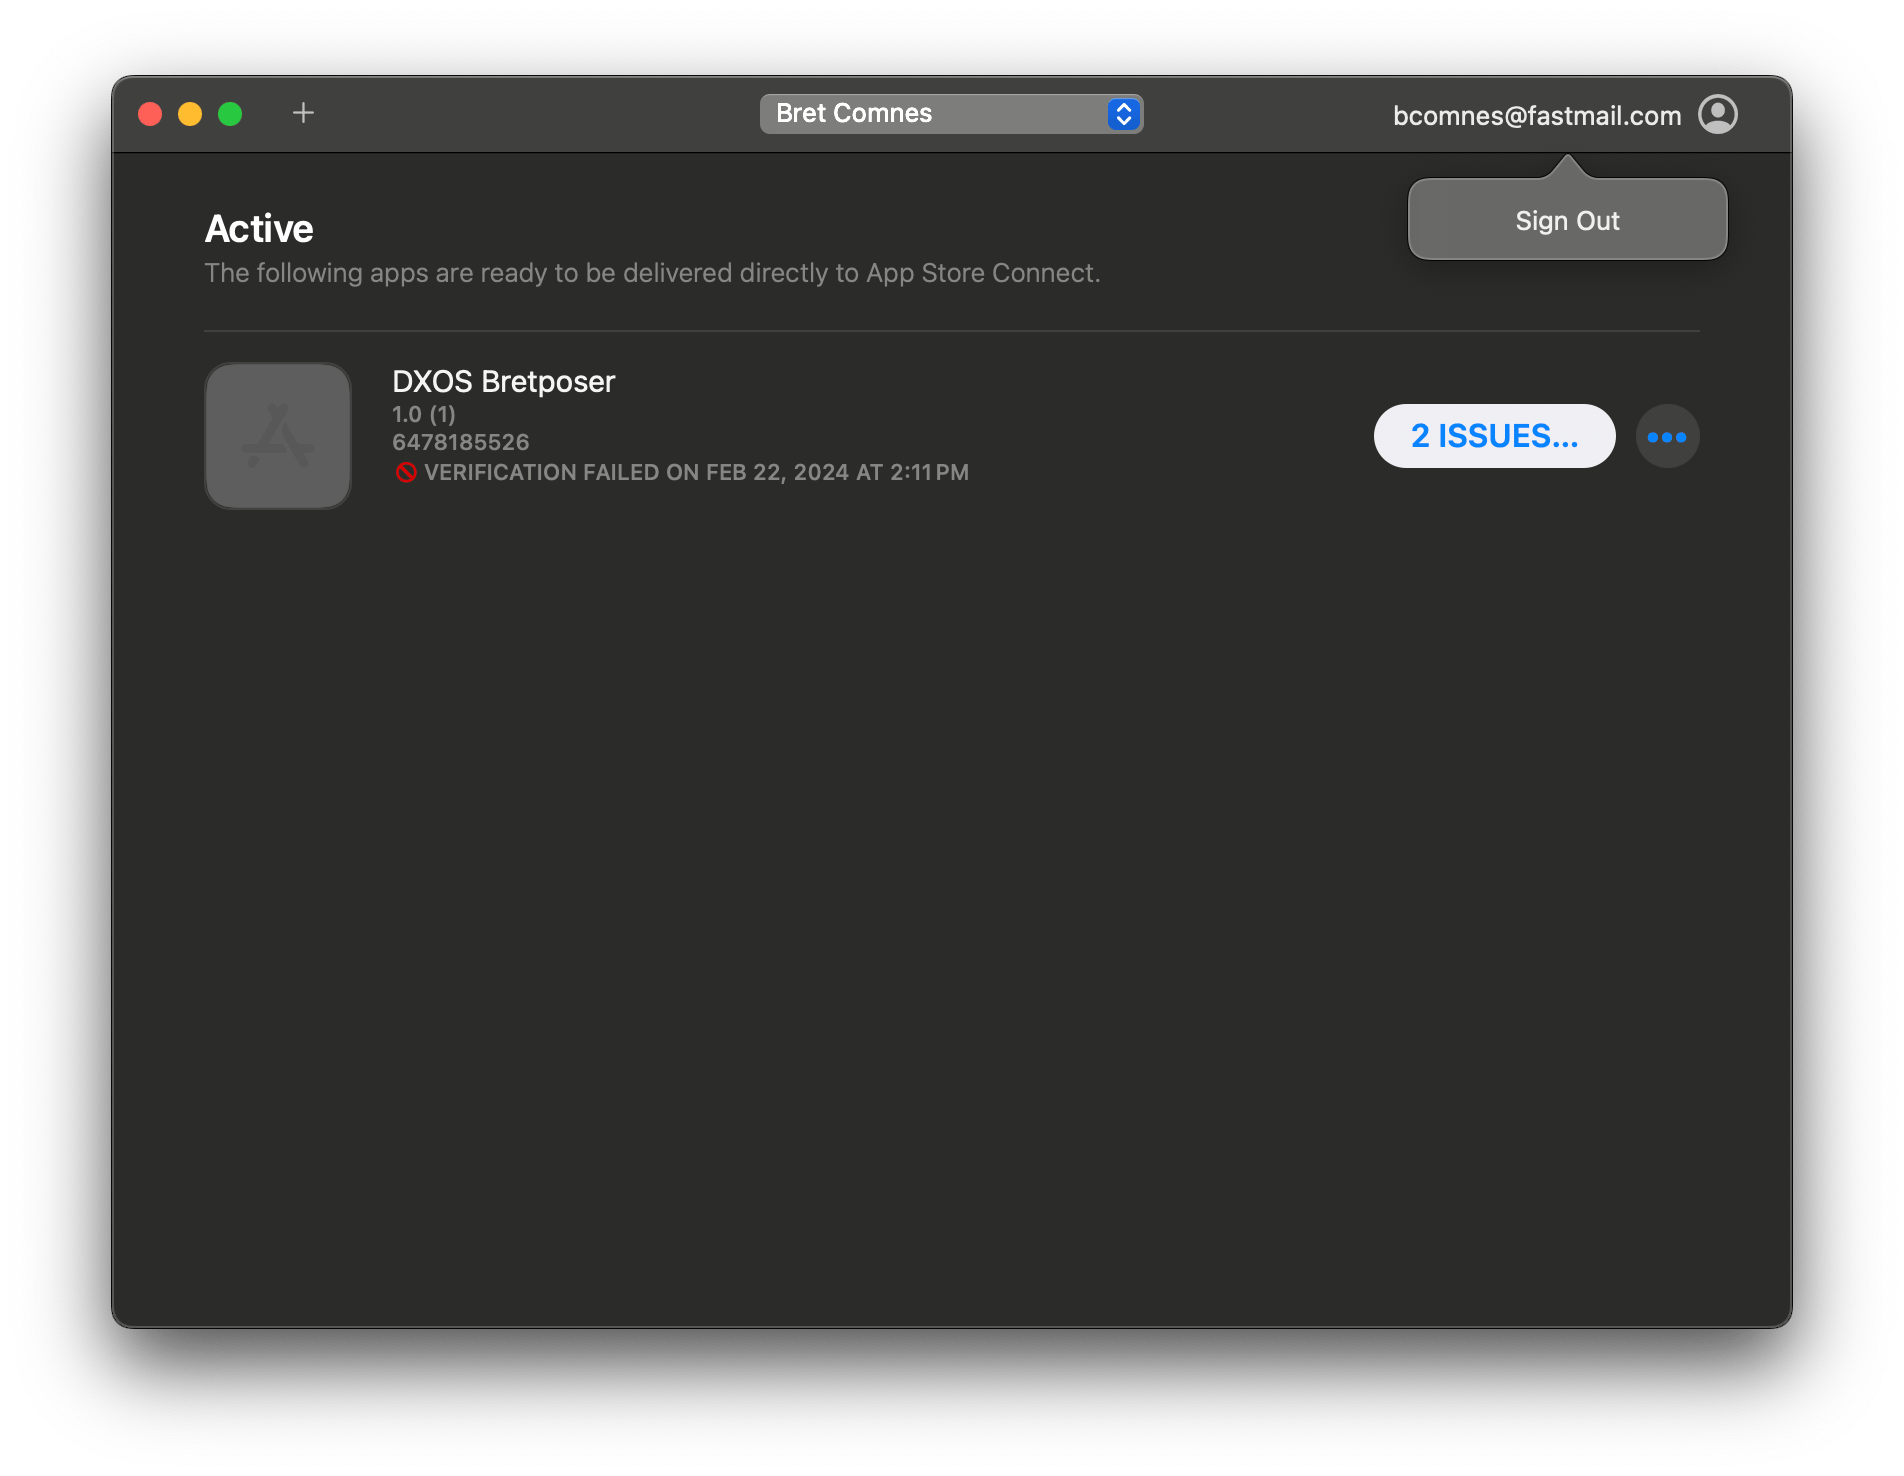 Bret Comnes
bcomnes@fastmail.com
Sign Out
Active
The following apps are ready to be delivered directly to App Store Connect.
DXOS Bretposer
1.0 (1)
6478185526
VERIFICATION FAILED ON FEB 22, 2024 AT 2:11 PM
2 ISSUES...